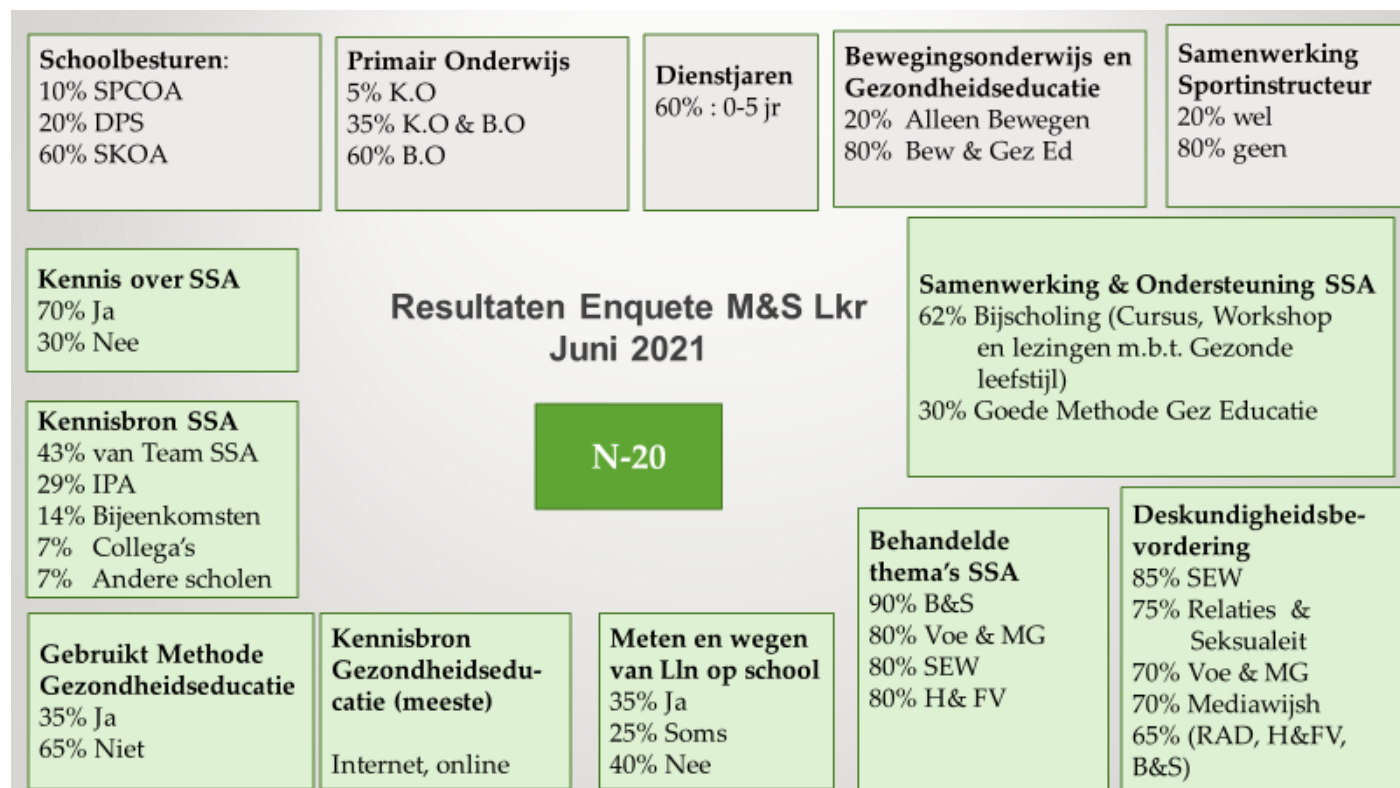 Schoolbesturen:
10% SPCOA
20% DPS
60% SKOA
Primair Onderwijs
5% K.O
35% K.O & B.O
60% B.O
Dienstjaren
60% : 0-5 jr
Bewegingsonderwijs en
Gezondheidseducatie
20% Alleen Bewegen
80% Bew & Gez Ed
Samenwerking
Sportinstructeur
20% wel
80% geen
Kennis over SSA
70% Ja
30% Nee
Resultaten Enquete M&S Lkr
Juni 2021
N-20
Samenwerking & Ondersteuning SSA
62% Bijscholing (Cursus, Workshop
en lezingen m.b.t. Gezonde
leefstijl)
30% Goede Methode Gez Educatie
Kennisbron SSA
43% van Team SSA
29% IPA
14% Bijeenkomsten
7% Collega's
7% Andere scholen
Gebruikt Methode
Gezondheidseducatie
35% Ja
65% Niet
Kennisbron
Gezondheidsedu-
catie (meeste)
Internet, online
Meten en wegen
van Lln op school
35% Ja
25% Soms
40% Nee
Behandelde
thema's SSA
90% B&S
80% Voe & MG
80% SEW
80% H& FV
Deskundigheidsbe-
vordering
85% SEW
75% Relaties &
Seksualeit
70% Voe & MG
70% Mediawijsh
65% (RAD, H&FV,
B&S)